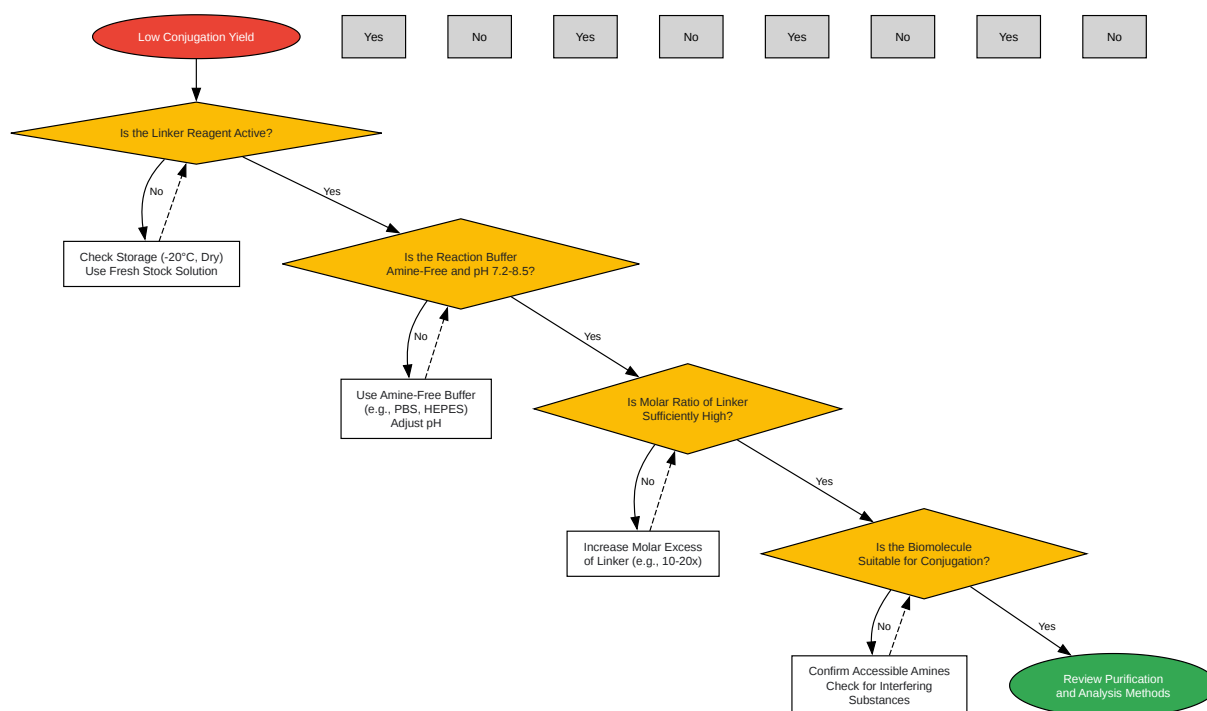 Low Conjugation Yield
Yes
No
Yes
No
Yes
No
Yes
No
Is the Linker Reagent Active?
No
Yes
Check Storage (-20°C, Dry)
Use Fresh Stock Solution
Is the Reaction Buffer
Amine-Free and pH 7.2-8.5?
No
Yes
Use Amine-Free Buffer
(e.g., PBS, HEPES)
Adjust pH
Is Molar Ratio of Linker
Sufficiently High?
No
Yes
Increase Molar Excess
of Linker (e.g., 10-20x)
Is the Biomolecule
Suitable for Conjugation?
No
Yes
Confirm Accessible Amines
Check for Interfering
Substances
Review Purification
and Analysis Methods